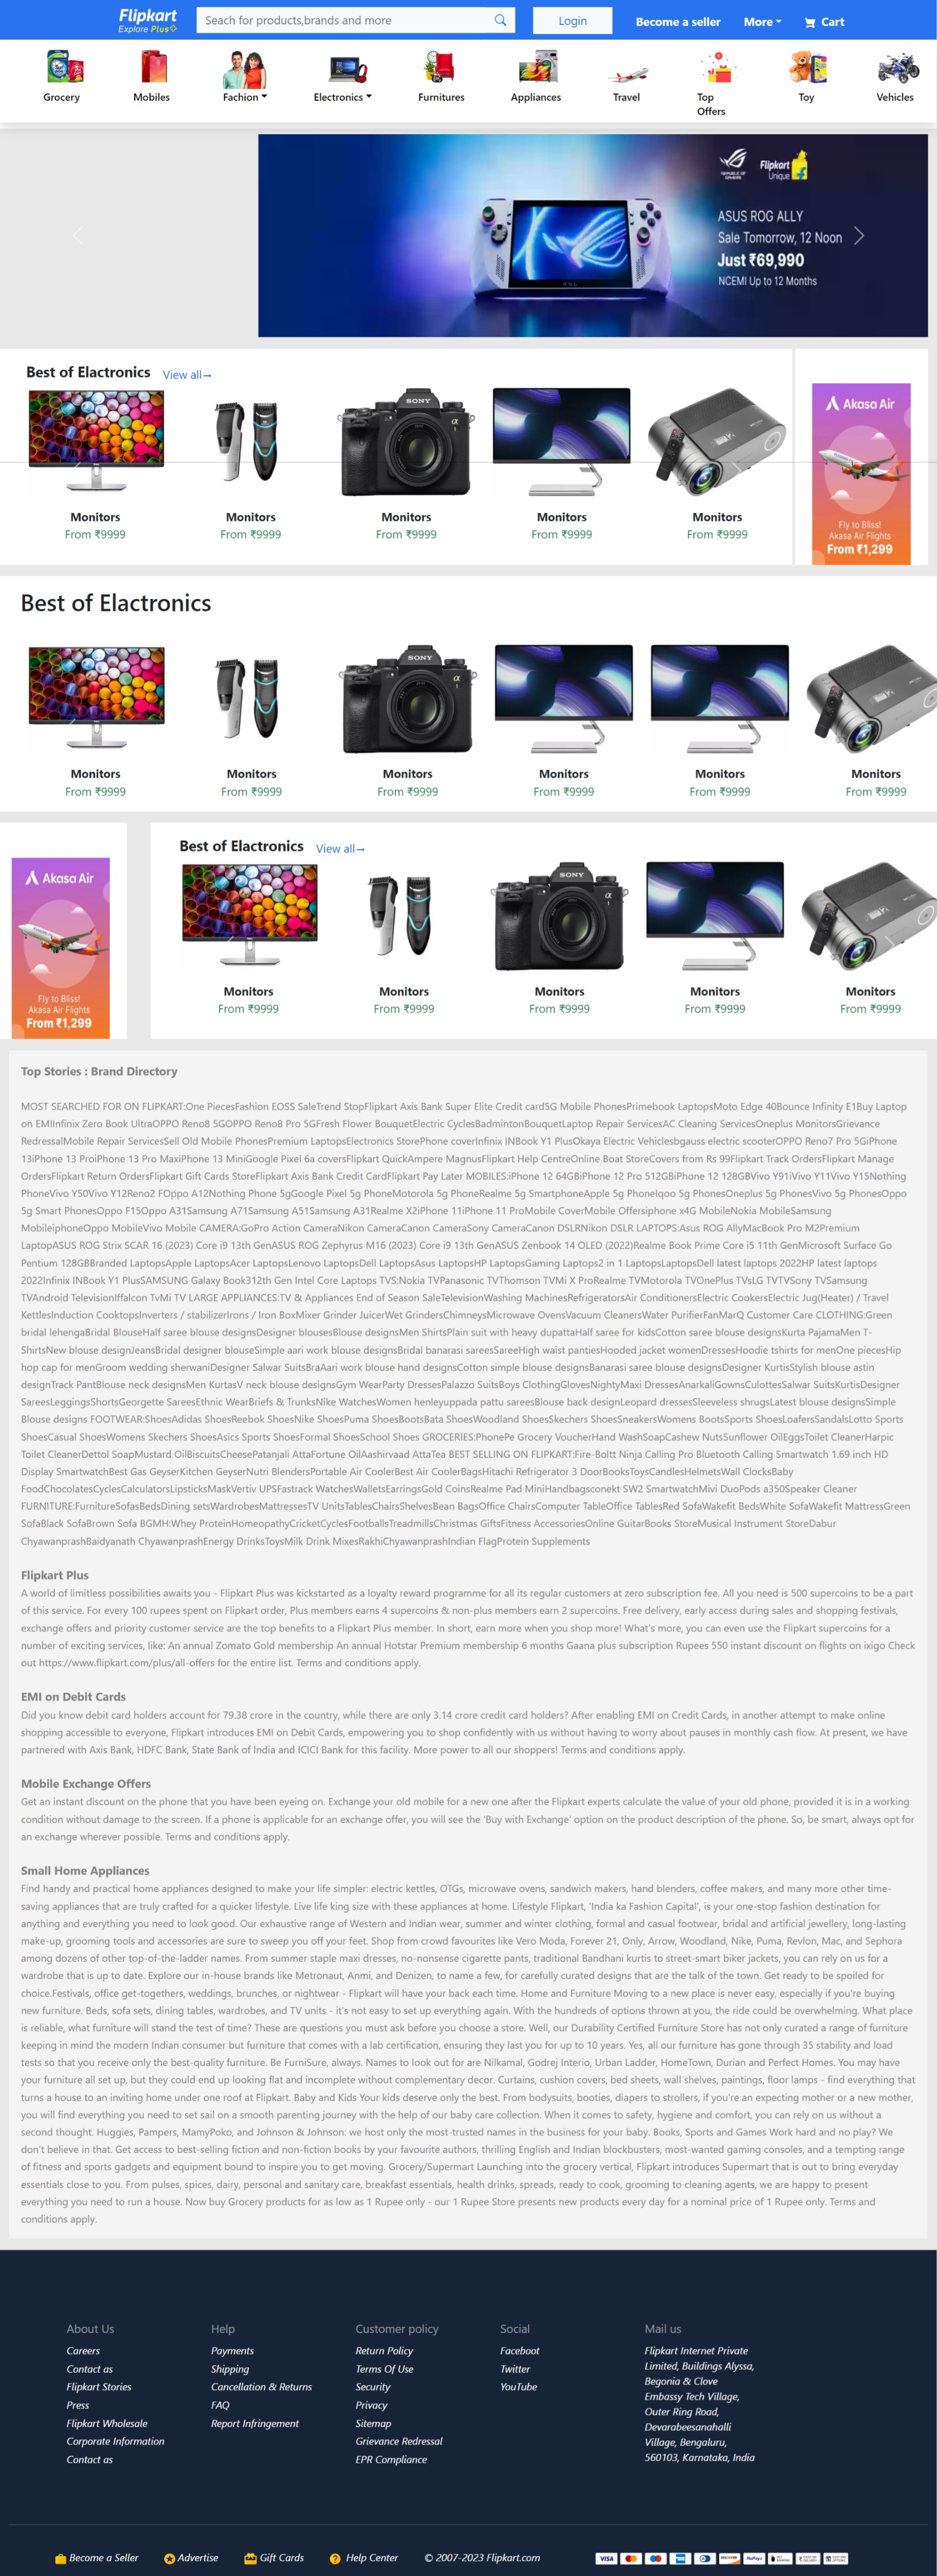 Flipkart
Explore Plus
Seach for products,brands and more
Login
Become a seller
More
Cart
Grocery
Mobiles
Fashion
Electronics
Furnitures
Appliances
Travel
Top
Offers
Toy
Vehicles
REPUBLIC OF
GAMERS
Flipkart
Unique
ASUS ROG ALLY
Sale Tomorrow, 12 Noon
Just ₹69,990
NCEMI Up to 12 Months
Best of Elactronics
View all→
SONY
α
1
Monitors
From ₹9999
Monitors
From ₹9999
Monitors
From ₹9999
Monitors
From ₹9999
Monitors
From ₹9999
Akasa Air
Fly to Bliss!
Akasa Air Flights
From ₹1,299
Best of Elactronics
SONY
α
1
Monitors
From ₹9999
Monitors
From ₹9999
Monitors
From ₹9999
Monitors
From ₹9999
Monitors
From ₹9999
Monitors
From ₹9999
Akasa Air
Fly to Bliss!
Akasa Air Flights
From ₹1,299
Best of Elactronics
View all→
SONY
α
1
Monitors
From ₹9999
Monitors
From ₹9999
Monitors
From ₹9999
Monitors
From ₹9999
Monitors
From ₹9999
Top Stories : Brand Directory
MOST SEARCHED FOR ON FLIPKART:One PiecesFashion EOSS SaleTrend StopFlipkart Axis Bank Super Elite Credit card5G Mobile PhonesPrimebook LaptopsMoto Edge 40Bounce Infinity E1Buy Laptop
on EMIInfinix Zero Book UltraOPPO Reno8 5GOPPO Reno8 Pro 5GFresh Flower BouquetElectric CyclesBadmintonBouquetLaptop Repair ServicesAC Cleaning ServicesOneplus MonitorsGrievance
RedressalMobile Repair ServicesSell Old Mobile PhonesPremium LaptopsElectronics StorePhone coverInfinix INBook Y1 PlusOkaya Electric Vehiclesbgauss electric scooterOPPO Reno7 Pro 5GiPhone
13iPhone 13 ProiPhone 13 Pro MaxiPhone 13 MiniGoogle Pixel 6a coversFlipkart QuickAmpere MagnusFlipkart Help CentreOnline Boat StoreCovers from Rs 99Flipkart Track OrdersFlipkart Manage
OrdersFlipkart Return OrdersFlipkart Gift Cards StoreFlipkart Axis Bank Credit CardFlipkart Pay Later MOBILES:iPhone 12 64GBiPhone 12 Pro 512GBiPhone 12 128GBVivo Y91iVivo Y11Vivo Y15Nothing
PhoneVivo Y50Vivo Y12Reno2 FOppo A12Nothing Phone 5gGoogle Pixel 5g PhoneMotorola 5g PhoneRealme 5g SmartphoneApple 5g PhoneIqoo 5g PhonesOneplus 5g PhonesVivo 5g PhonesOppo
5g Smart PhonesOppo F15Oppo A31Samsung A71Samsung A51Samsung A31Realme X2iPhone 11iPhone 11 ProMobile CoverMobile Offersiphone x4G MobileNokia MobileSamsung
MobileiphoneOppo MobileVivo Mobile CAMERA:GoPro Action CameraNikon CameraCanon CameraSony CameraCanon DSLRNikon DSLR LAPTOPS:Asus ROG AllyMacBook Pro M2Premium
LaptopASUS ROG Strix SCAR 16 (2023) Core i9 13th GenASUS ROG Zephyrus M16 (2023) Core i9 13th GenASUS Zenbook 14 OLED (2022)Realme Book Prime Core i5 11th GenMicrosoft Surface Go
Pentium 128GBBranded LaptopsApple LaptopsAcer LaptopsLenovo LaptopsDell LaptopsAsus LaptopsHP LaptopsGaming Laptops2 in 1 LaptopsLaptopsDell latest laptops 2022HP latest laptops
2022Infinix INBook Y1 PlusSAMSUNG Galaxy Book312th Gen Intel Core Laptops TVS:Nokia TVPanasonic TVThomson TVMi X ProRealme TVMotorola TVOnePlus TVsLG TVTVSony TVSamsung
TVAndroid TelevisionIffalcon TvMi TV LARGE APPLIANCES:TV & Appliances End of Season SaleTelevisionWashing MachinesRefrigeratorsAir ConditionersElectric CookersElectric Jug(Heater) / Travel
KettlesInduction CooktopsInverters / stabilizerIrons / Iron BoxMixer Grinder JuicerWet GrindersChimneysMicrowave OvensVacuum CleanersWater PurifierFanMarQ Customer Care CLOTHING:Green
bridal lehengaBridal BlouseHalf saree blouse designsDesigner blousesBlouse designsMen ShirtsPlain suit with heavy dupattaHalf saree for kidsCotton saree blouse designsKurta PajamaMen T-
ShirtsNew blouse designJeansBridal designer blouseSimple aari work blouse designsBridal banarasi sareesSareeHigh waist pantiesHooded jacket womenDressesHoodie tshirts for menOne piecesHip
hop cap for menGroom wedding sherwaniDesigner Salwar SuitsBraAari work blouse hand designsCotton simple blouse designsBanarasi saree blouse designsDesigner KurtisStylish blouse astin
designTrack PantBlouse neck designsMen KurtasV neck blouse designsGym WearParty DressesPalazzo SuitsBoys ClothingGlovesNightyMaxi DressesAnarkaliGownsCulottesSalwar SuitsKurtisDesigner
SareesLeggingsShortsGeorgette SareesEthnic WearBriefs & TrunksNike WatchesWomen henleyuppada pattu sareesBlouse back designLeopard dressesSleeveless shrugsLatest blouse designsSimple
Blouse designs FOOTWEAR:ShoesAdidas ShoesReebok ShoesNike ShoesPuma ShoesBootsBata ShoesWoodland ShoesSkechers ShoesSneakersWomens BootsSports ShoesLoafersSandalsLotto Sports
ShoesCasual ShoesWomens Skechers ShoesAsics Sports ShoesFormal ShoesSchool Shoes GROCERIES:PhonePe Grocery VoucherHand WashSoapCashew NutsSunflower OilEggsToilet CleanerHarpic
Toilet CleanerDettol SoapMustard OilBiscuitsCheesePatanjali AttaFortune OilAashirvaad AttaTea BEST SELLING ON FLIPKART:Fire-Boltt Ninja Calling Pro Bluetooth Calling Smartwatch 1.69 inch HD
Display SmartwatchBest Gas GeyserKitchen GeyserNutri BlendersPortable Air CoolerBest Air CoolerBagsHitachi Refrigerator 3 DoorBooksToysCandlesHelmetsWall ClocksBaby
FoodChocolatesCyclesCalculatorsLipsticksMaskVertiv UPSFastrack WatchesWalletsEarringsGold CoinsRealme Pad MiniHandbagsconekt SW2 SmartwatchMivi DuoPods a350Speaker Cleaner
FURNITURE:FurnitureSofasBedsDining setsWardrobesMattressesTV UnitsTablesChairsShelvesBean BagsOffice ChairsComputer TableOffice TablesRed SofaWakefit BedsWhite SofaWakefit MattressGreen
SofaBlack SofaBrown Sofa BGMH:Whey ProteinHomeopathyCricketCyclesFootballsTreadmillsChristmas GiftsFitness AccessoriesOnline GuitarBooks StoreMusical Instrument StoreDabur
ChyawanprashBaidyanath ChyawanprashEnergy DrinksToysMilk Drink MixesRakhiChyawanprashIndian FlagProtein Supplements
Flipkart Plus
A world of limitless possibilities awaits you - Flipkart Plus was kickstarted as a loyalty reward programme for all its regular customers at zero subscription fee. All you need is 500 supercoins to be a part
of this service. For every 100 rupees spent on Flipkart order, Plus members earns 4 supercoins & non-plus members earn 2 supercoins. Free delivery, early access during sales and shopping festivals,
exchange offers and priority customer service are the top benefits to a Flipkart Plus member. In short, earn more when you shop more! What's more, you can even use the Flipkart supercoins for a
number of exciting services, like: An annual Zomato Gold membership An annual Hotstar Premium membership 6 months Gaana plus subscription Rupees 550 instant discount on flights on ixigo Check
out https://www.flipkart.com/plus/all-offers for the entire list. Terms and conditions apply.
EMI on Debit Cards
Did you know debit card holders account for 79.38 crore in the country, while there are only 3.14 crore credit card holders? After enabling EMI on Credit Cards, in another attempt to make online
shopping accessible to everyone, Flipkart introduces EMI on Debit Cards, empowering you to shop confidently with us without having to worry about pauses in monthly cash flow. At present, we have
partnered with Axis Bank, HDFC Bank, State Bank of India and ICICI Bank for this facility. More power to all our shoppers! Terms and conditions apply.
Mobile Exchange Offers
Get an instant discount on the phone that you have been eyeing on. Exchange your old mobile for a new one after the Flipkart experts calculate the value of your old phone, provided it is in a working
condition without damage to the screen. If a phone is applicable for an exchange offer, you will see the 'Buy with Exchange' option on the product description of the phone. So, be smart, always opt for
an exchange wherever possible. Terms and conditions apply.
Small Home Appliances
Find handy and practical home appliances designed to make your life simpler: electric kettles, OTGs, microwave ovens, sandwich makers, hand blenders, coffee makers, and many more other time-
saving appliances that are truly crafted for a quicker lifestyle. Live life king size with these appliances at home. Lifestyle Flipkart, 'India ka Fashion Capital', is your one-stop fashion destination for
anything and everything you need to look good. Our exhaustive range of Western and Indian wear, summer and winter clothing, formal and casual footwear, bridal and artificial jewellery, long-lasting
make-up, grooming tools and accessories are sure to sweep you off your feet. Shop from crowd favourites like Vero Moda, Forever 21, Only, Arrow, Woodland, Nike, Puma, Revlon, Mac, and Sephora
among dozens of other top-of-the-ladder names. From summer staple maxi dresses, no-nonsense cigarette pants, traditional Bandhani kurtis to street-smart biker jackets, you can rely on us for a
wardrobe that is up to date. Explore our in-house brands like Metronaut, Anmi, and Denizen, to name a few, for carefully curated designs that are the talk of the town. Get ready to be spoiled for
choice.Festivals, office get-togethers, weddings, brunches, or nightwear - Flipkart will have your back each time. Home and Furniture Moving to a new place is never easy, especially if you're buying
new furniture. Beds, sofa sets, dining tables, wardrobes, and TV units - it's not easy to set up everything again. With the hundreds of options thrown at you, the ride could be overwhelming. What place
is reliable, what furniture will stand the test of time? These are questions you must ask before you choose a store. Well, our Durability Certified Furniture Store has not only curated a range of furniture
keeping in mind the modern Indian consumer but furniture that comes with a lab certification, ensuring they last you for up to 10 years. Yes, all our furniture has gone through 35 stability and load
tests so that you receive only the best-quality furniture. Be FurniSure, always. Names to look out for are Nilkamal, Godrej Interio, Urban Ladder, HomeTown, Durian and Perfect Homes. You may have
your furniture all set up, but they could end up looking flat and incomplete without complementary decor. Curtains, cushion covers, bed sheets, wall shelves, paintings, floor lamps - find everything that
turns a house to an inviting home under one roof at Flipkart. Baby and Kids Your kids deserve only the best. From bodysuits, booties, diapers to strollers, if you're an expecting mother or a new mother,
you will find everything you need to set sail on a smooth parenting journey with the help of our baby care collection. When it comes to safety, hygiene and comfort, you can rely on us without a
second thought. Huggies, Pampers, MamyPoko, and Johnson & Johnson: we host only the most-trusted names in the business for your baby. Books, Sports and Games Work hard and no play? We
don't believe in that. Get access to best-selling fiction and non-fiction books by your favourite authors, thrilling English and Indian blockbusters, most-wanted gaming consoles, and a tempting range
of fitness and sports gadgets and equipment bound to inspire you to get moving. Grocery/Supermart Launching into the grocery vertical, Flipkart introduces Supermart that is out to bring everyday
essentials close to you. From pulses, spices, dairy, personal and sanitary care, breakfast essentials, health drinks, spreads, ready to cook, grooming to cleaning agents, we are happy to present
everything you need to run a house. Now buy Grocery products for as low as 1 Rupee only - our 1 Rupee Store presents new products every day for a nominal price of 1 Rupee only. Terms and
conditions apply.
About Us
Careers
Contact as
Flipkart Stories
Press
Flipkart Wholesale
Corporate Information
Contact as
Help
Payments
Shipping
Cancellation & Returns
FAQ
Report Infringement
Customer policy
Return Policy
Terms Of Use
Security
Privacy
Sitemap
Grievance Redressal
EPR Compliance
Social
Faceboot
Twitter
YouTube
Mail us
Flipkart Internet Private
Limited, Buildings Alyssa,
Begonia & Clove
Embassy Tech Village,
Outer Ring Road,
Devarabeesanahalli
Village, Bengaluru,
560103, Karnataka, India
Become a Seller
Advertise
Gift Cards
Help Center
© 2007-2023 Flipkart.com
VISA